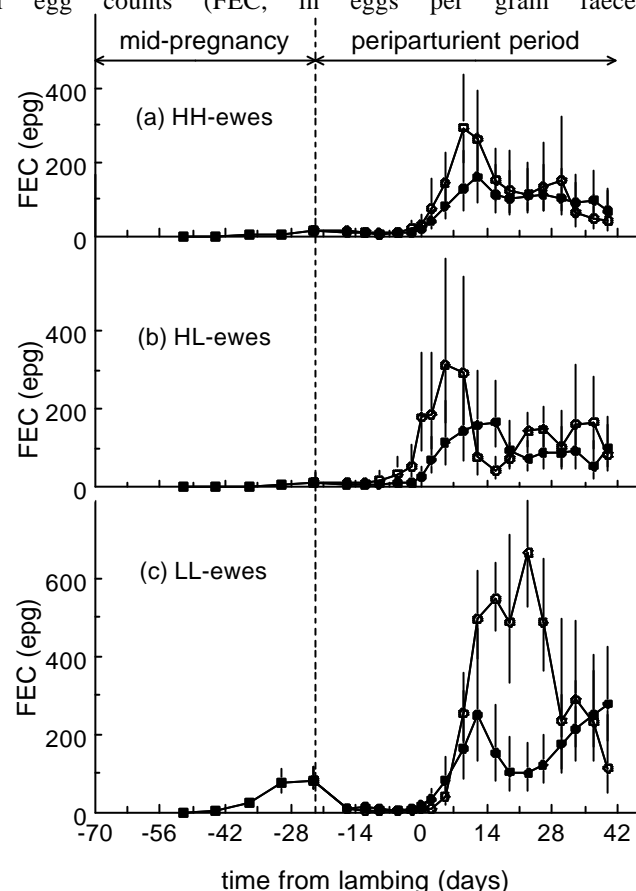 egg counts (FEC, in eggs per gram faece
mid-pregnancy periparturient period
400
(a) HH-ewes
200
0
FEC (epg)
400
(b) HL-ewes
200
0
FEC (epg)
600
(c) LL-ewes
400
200
0
FEC (epg)
-70 -56 -42 -28 -14 0 14 28 42
time from lambing (days)